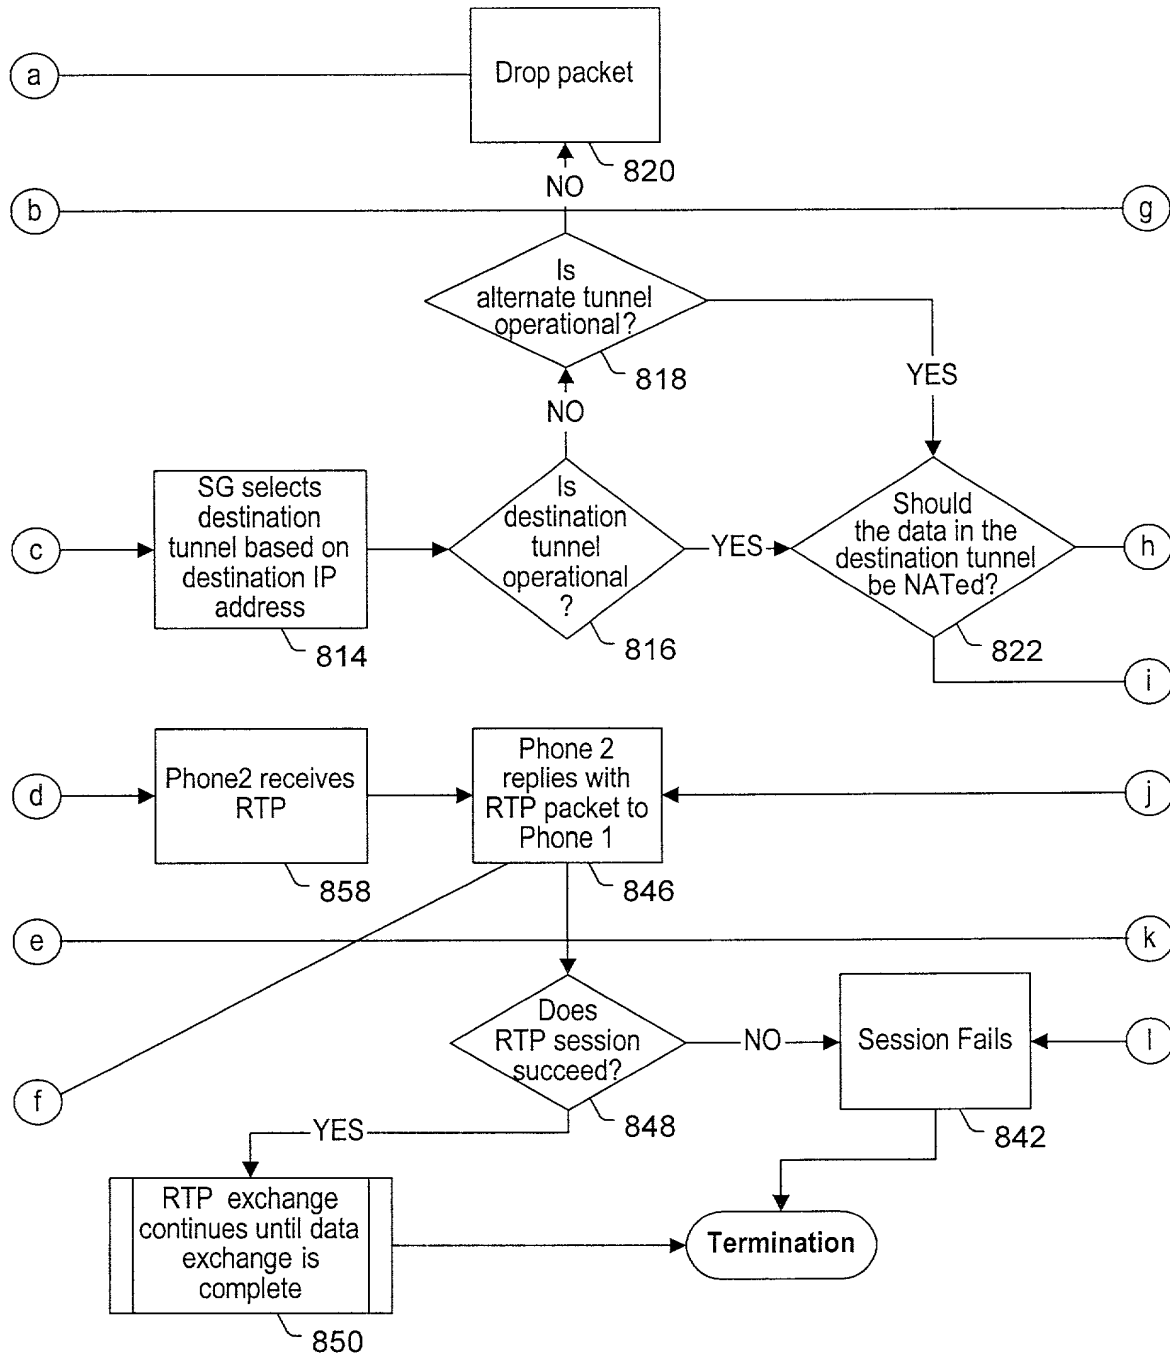 a
Drop packet
820
NO
b
g
Is
alternate tunnel
operational?
818
YES
NO
c
SG selects
destination
tunnel based on
destination IP
address
814
Is
destination
tunnel
operational
?
816
YES
Should
the data in the
destination tunnel
be NATed?
822
h
i
d
Phone2 receives
RTP
858
Phone 2
replies with
RTP packet to
Phone 1
846
j
e
k
Does
RTP session
succeed?
848
NO
Session Fails
842
l
f
YES
RTP exchange
continues until data
exchange is
complete
850
Termination